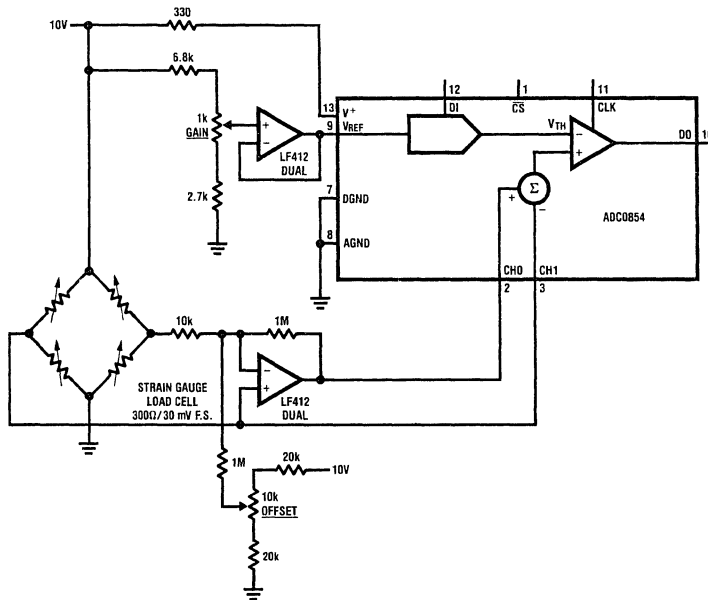 330
10V
6.8k
12
1
11
13
V+
DI
CS
CLK
1k
GAIN
9
VREF
VTH
DO
LF412
DUAL
2.7k
7
DGND
Σ
ADC0854
8
AGND
CH0
CH1
2
3
10k
1M
STRAIN GAUGE
LOAD CELL
300Ω/30 mV F.S.
LF412
DUAL
1M
20k
10V
10k
OFFSET
20k